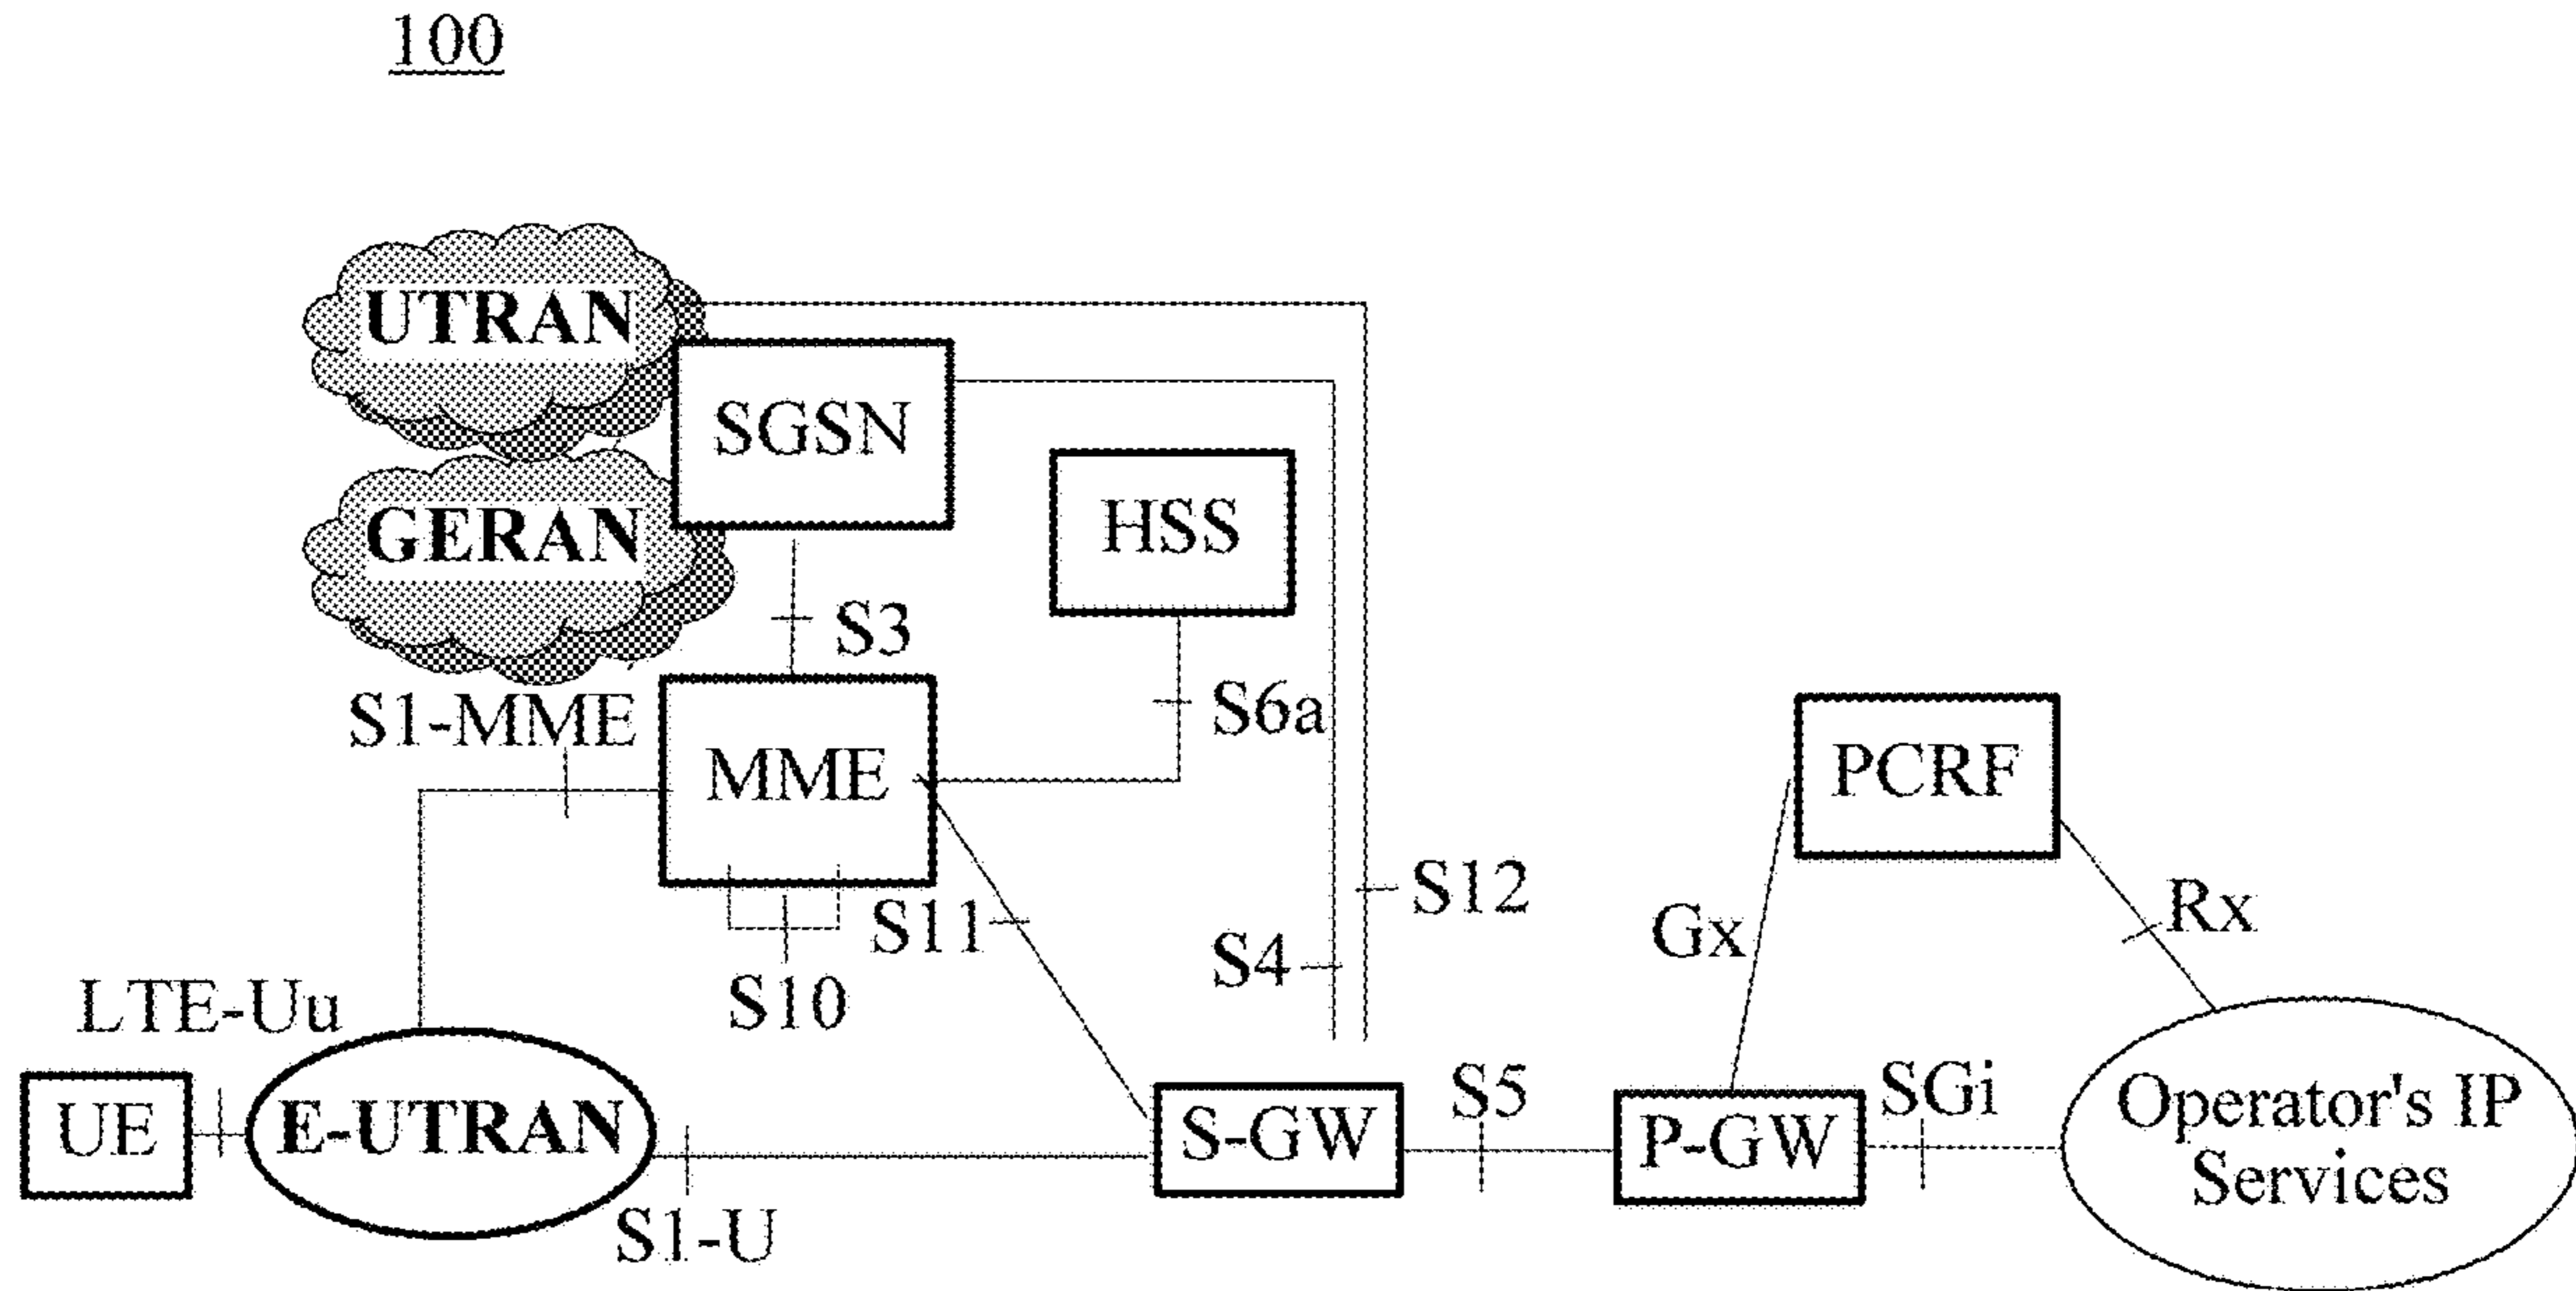 100
UTRAN
SGSN
GERAN
HSS
S3
S6a
S1-MME
MME
PCRF
S12
S11
Rx
Gx
S4
S10
LTE-Uu
UE
E-UTRAN
S1-U
S-GW
S5
P-GW
SGi
Operator's IP
Services